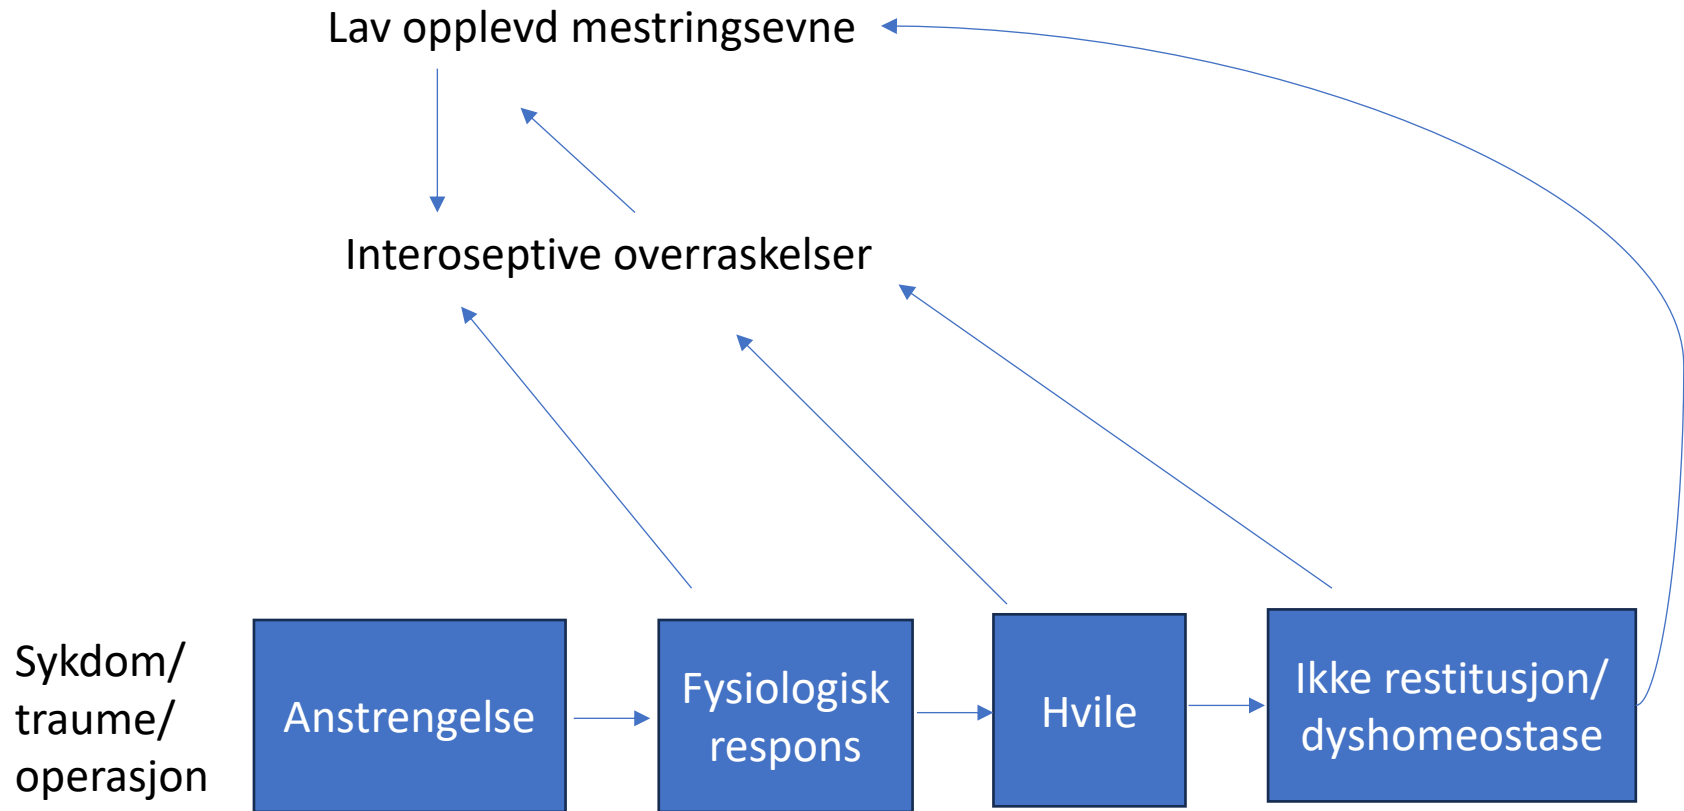 Lav opplevd mestringsevne
Interoseptive overraskelser
Sykdom/
traume/
operasjon
Anstrengelse
Fysiologisk
respons
Hvile
Ikke restitusjon/
dyshomeostase